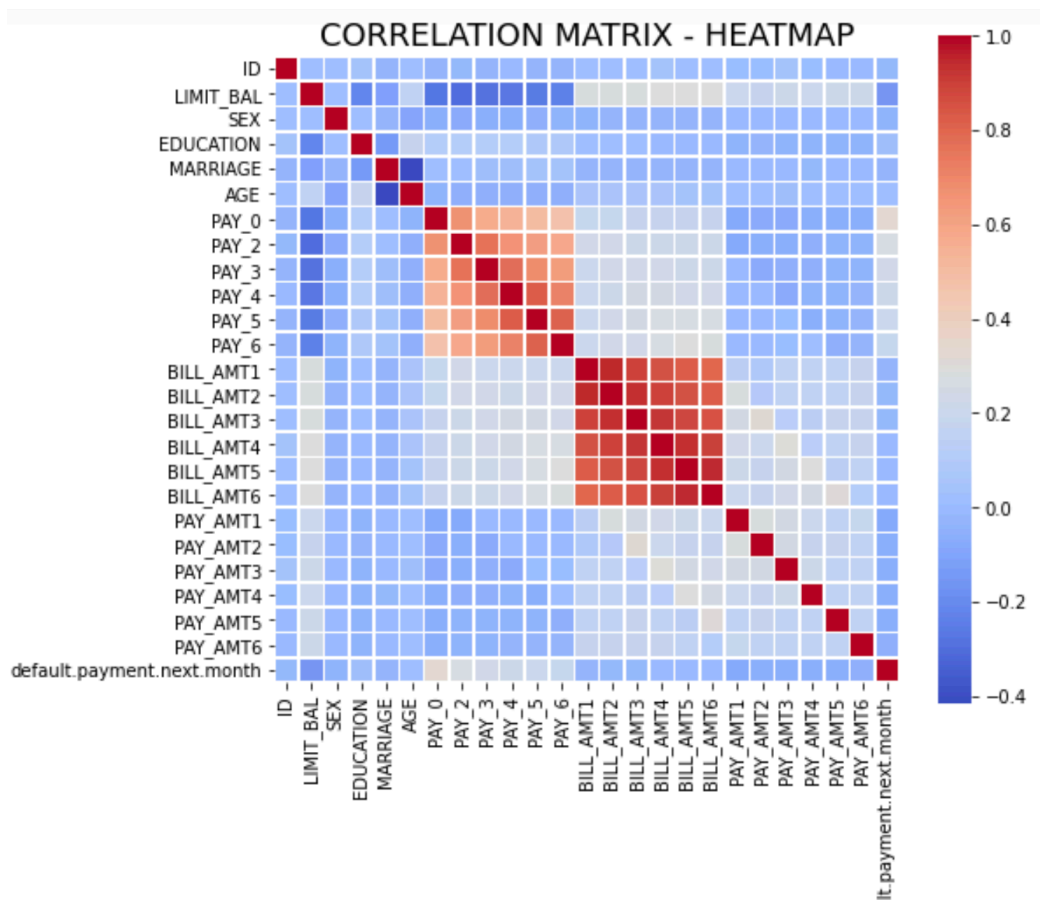 CORRELATION MATRIX - HEATMAP
ID
LIMIT_BAL
SEX
EDUCATION
MARRIAGE
AGE
PAY_0
PAY_2
PAY_3
PAY_4
PAY_5
PAY_6
BILL_AMT1
BILL_AMT2
BILL_AMT3
BILL_AMT4
BILL_AMT5
BILL_AMT6
PAY_AMT1
PAY_AMT2
PAY_AMT3
PAY_AMT4
PAY_AMT5
PAY_AMT6
default.payment.next.month
ID
LIMIT_BAL
SEX
EDUCATION
MARRIAGE
AGE
PAY_0
PAY_2
PAY_3
PAY_4
PAY_5
PAY_6
BILL_AMT1
BILL_AMT2
BILL_AMT3
BILL_AMT4
BILL_AMT5
BILL_AMT6
PAY_AMT1
PAY_AMT2
PAY_AMT3
PAY_AMT4
PAY_AMT5
PAY_AMT6
lt.payment.next.month
1.0
0.8
0.6
0.4
0.2
0.0
−0.2
−0.4